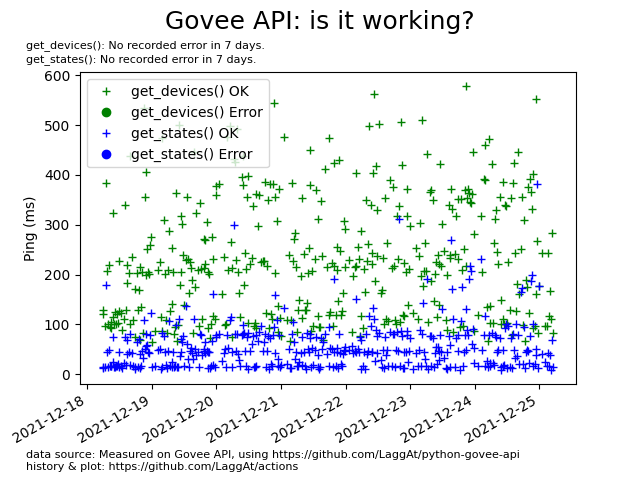 Govee API: is it working?
get_devices(): No recorded error in 7 days.
get_states(): No recorded error in 7 days.
600
500
400
300
200
100
0
Ping (ms)
get_devices() OK
get_devices() Error
get_states() OK
get_states() Error
2021-12-18
2021-12-19
2021-12-20
2021-12-21
2021-12-22
2021-12-23
2021-12-24
2021-12-25
data source: Measured on Govee API, using https://github.com/LaggAt/python-govee-api
history & plot: https://github.com/LaggAt/actions